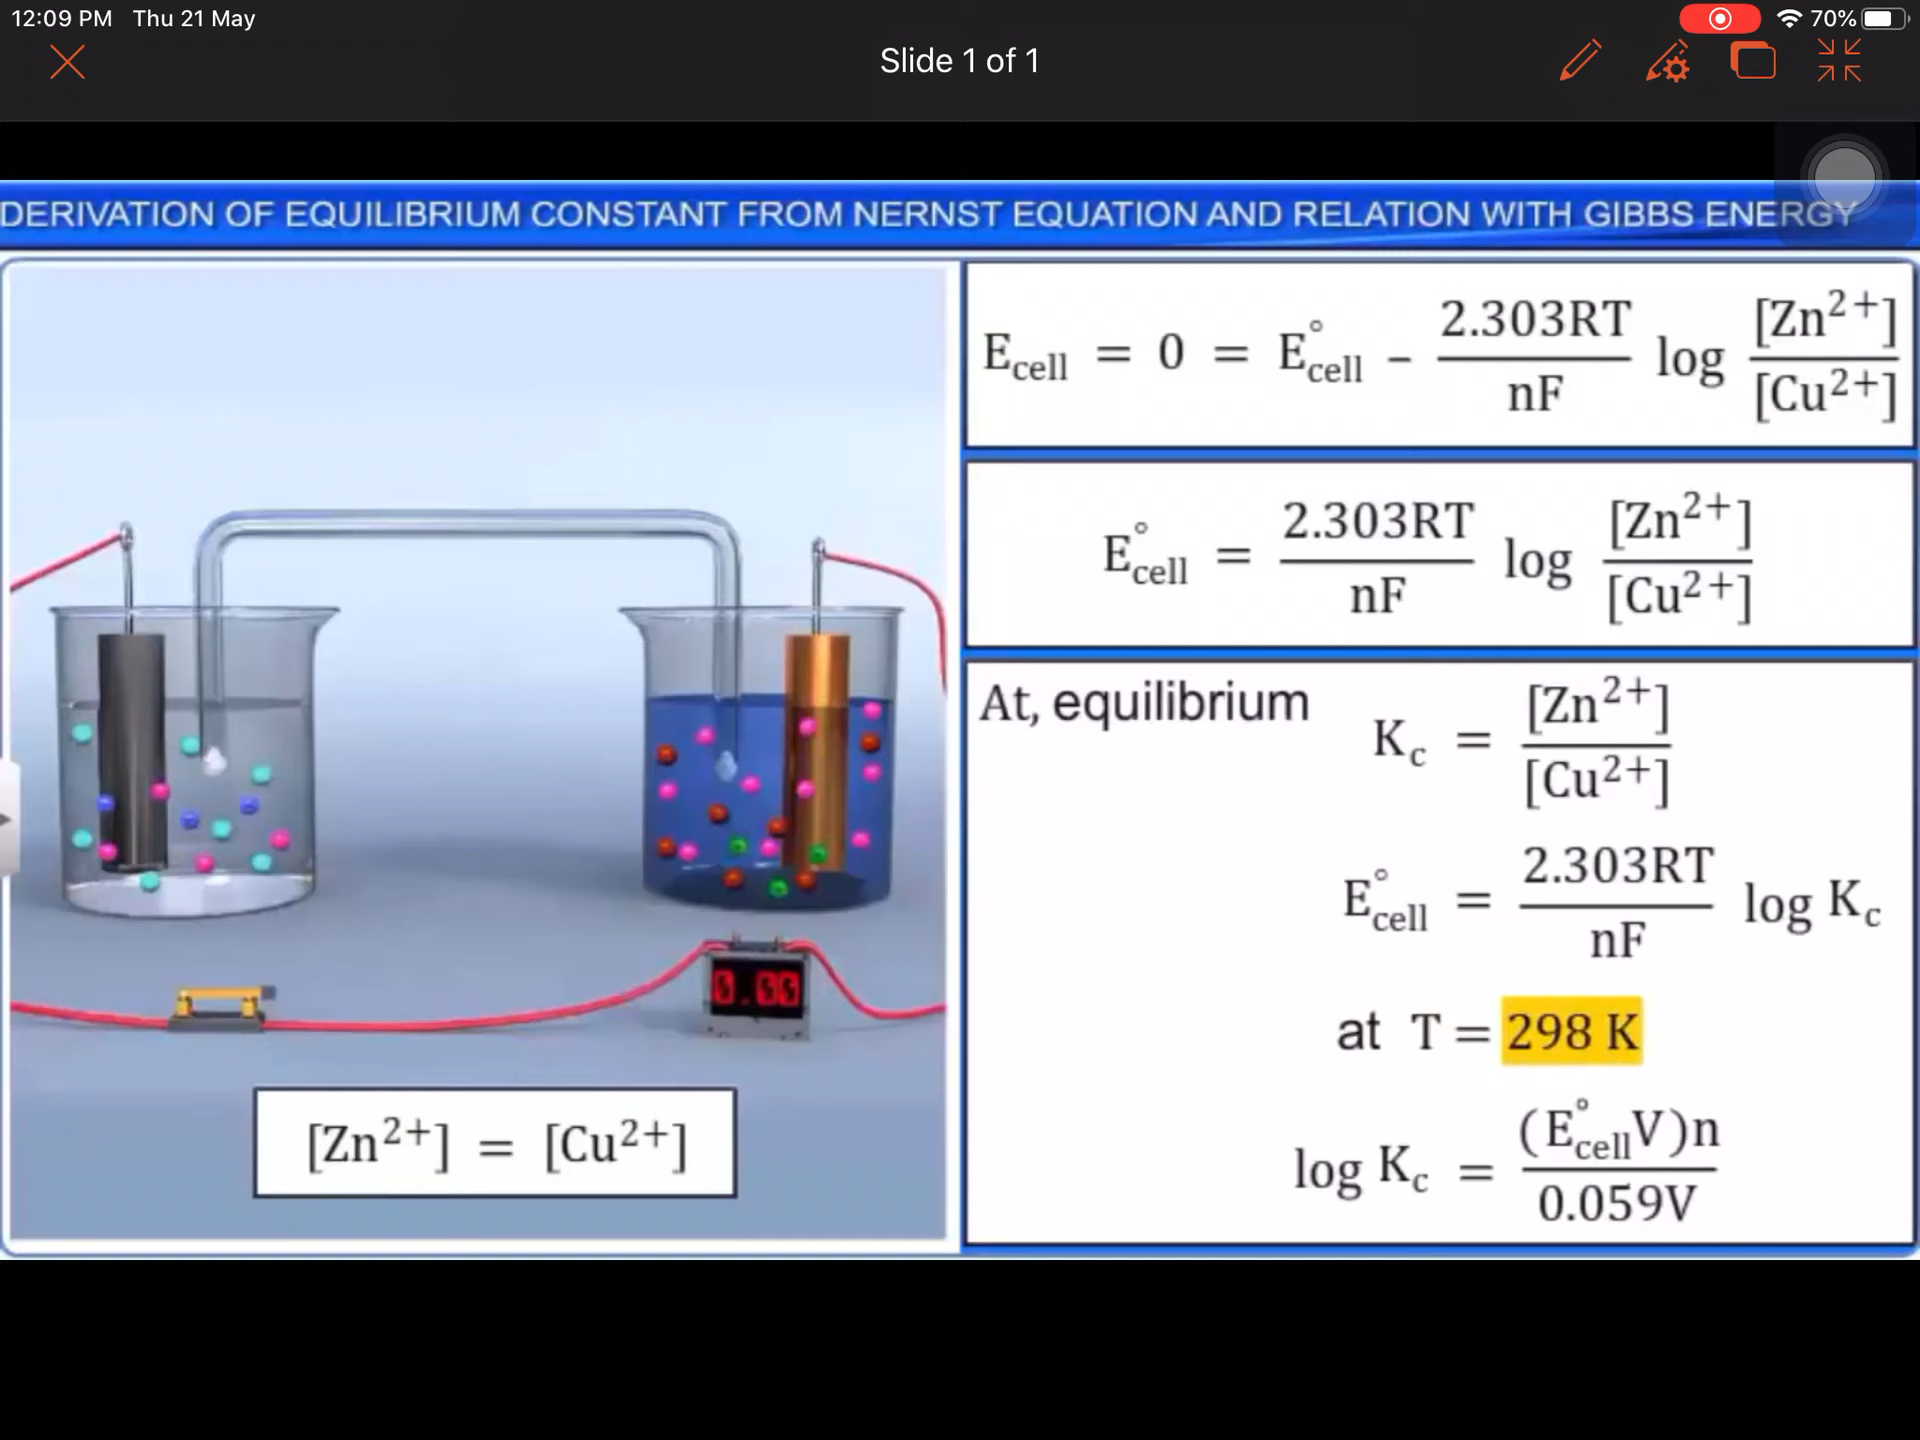 12:09 PM Thu 21 May
70%
Slide 1 of 1
DERIVATION OF EQUILIBRIUM CONSTANT FROM NERNST EQUATION AND RELATION WITH GIBBS ENERGY
E_cell = 0 = E°_cell - 2.303RT/nF log [Zn²⁺]/[Cu²⁺]
E°_cell = 2.303RT/nF log [Zn²⁺]/[Cu²⁺]
At, equilibrium K_c = [Zn²⁺]/[Cu²⁺]
E°_cell = 2.303RT/nF log K_c
at T = 298 K
log K_c = (E°_cell V)n/0.059V
0.00
[Zn²⁺] = [Cu²⁺]